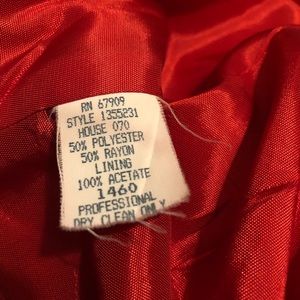 RN 67909
STYLE 1355231
HOUSE 070
50% POLYESTER
50% RAYON
LINING
100% ACETATE
1460
PROFESSIONAL
DRY CLEAN ONLY